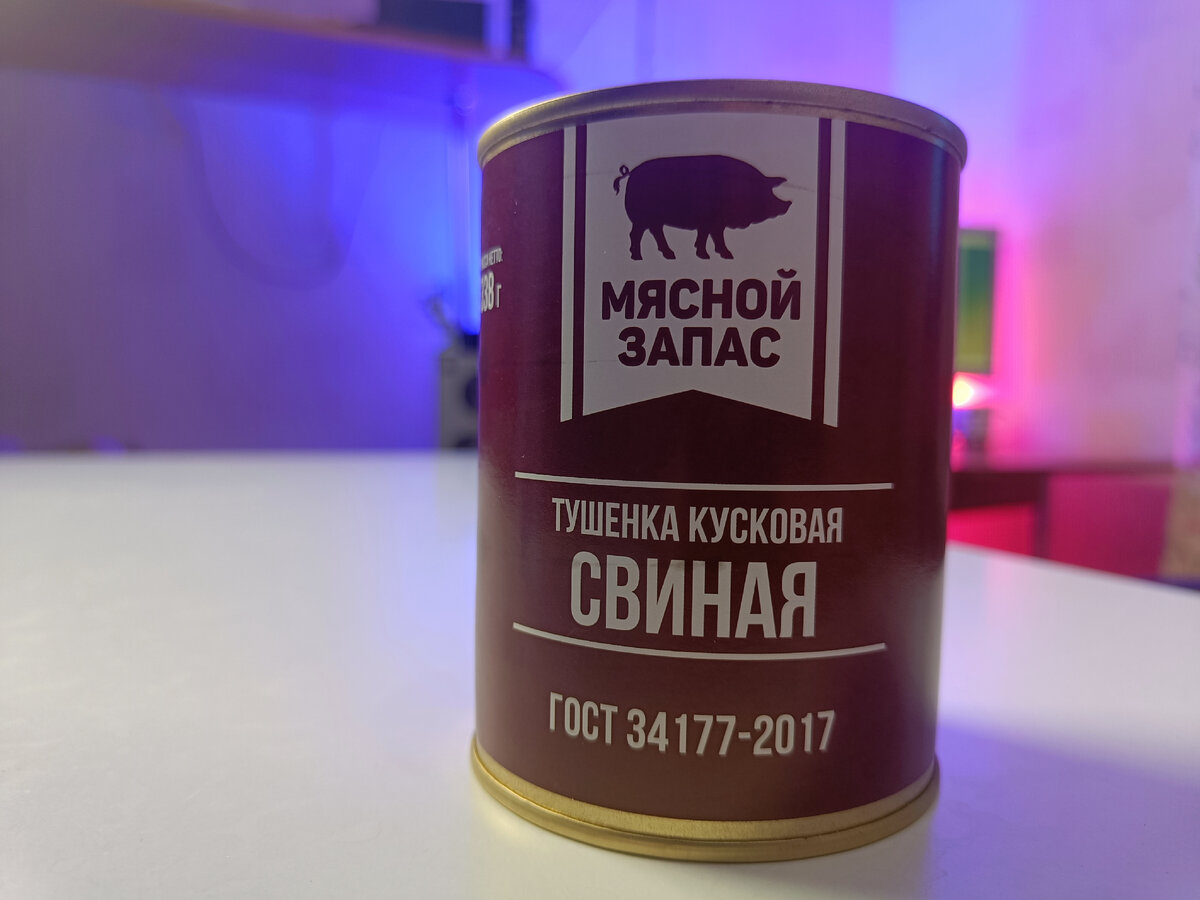 МЯСНОЙ
ЗАПАС
ТУШЕНКА КУСКОВАЯ
СВИНАЯ
ГОСТ 34177-2017